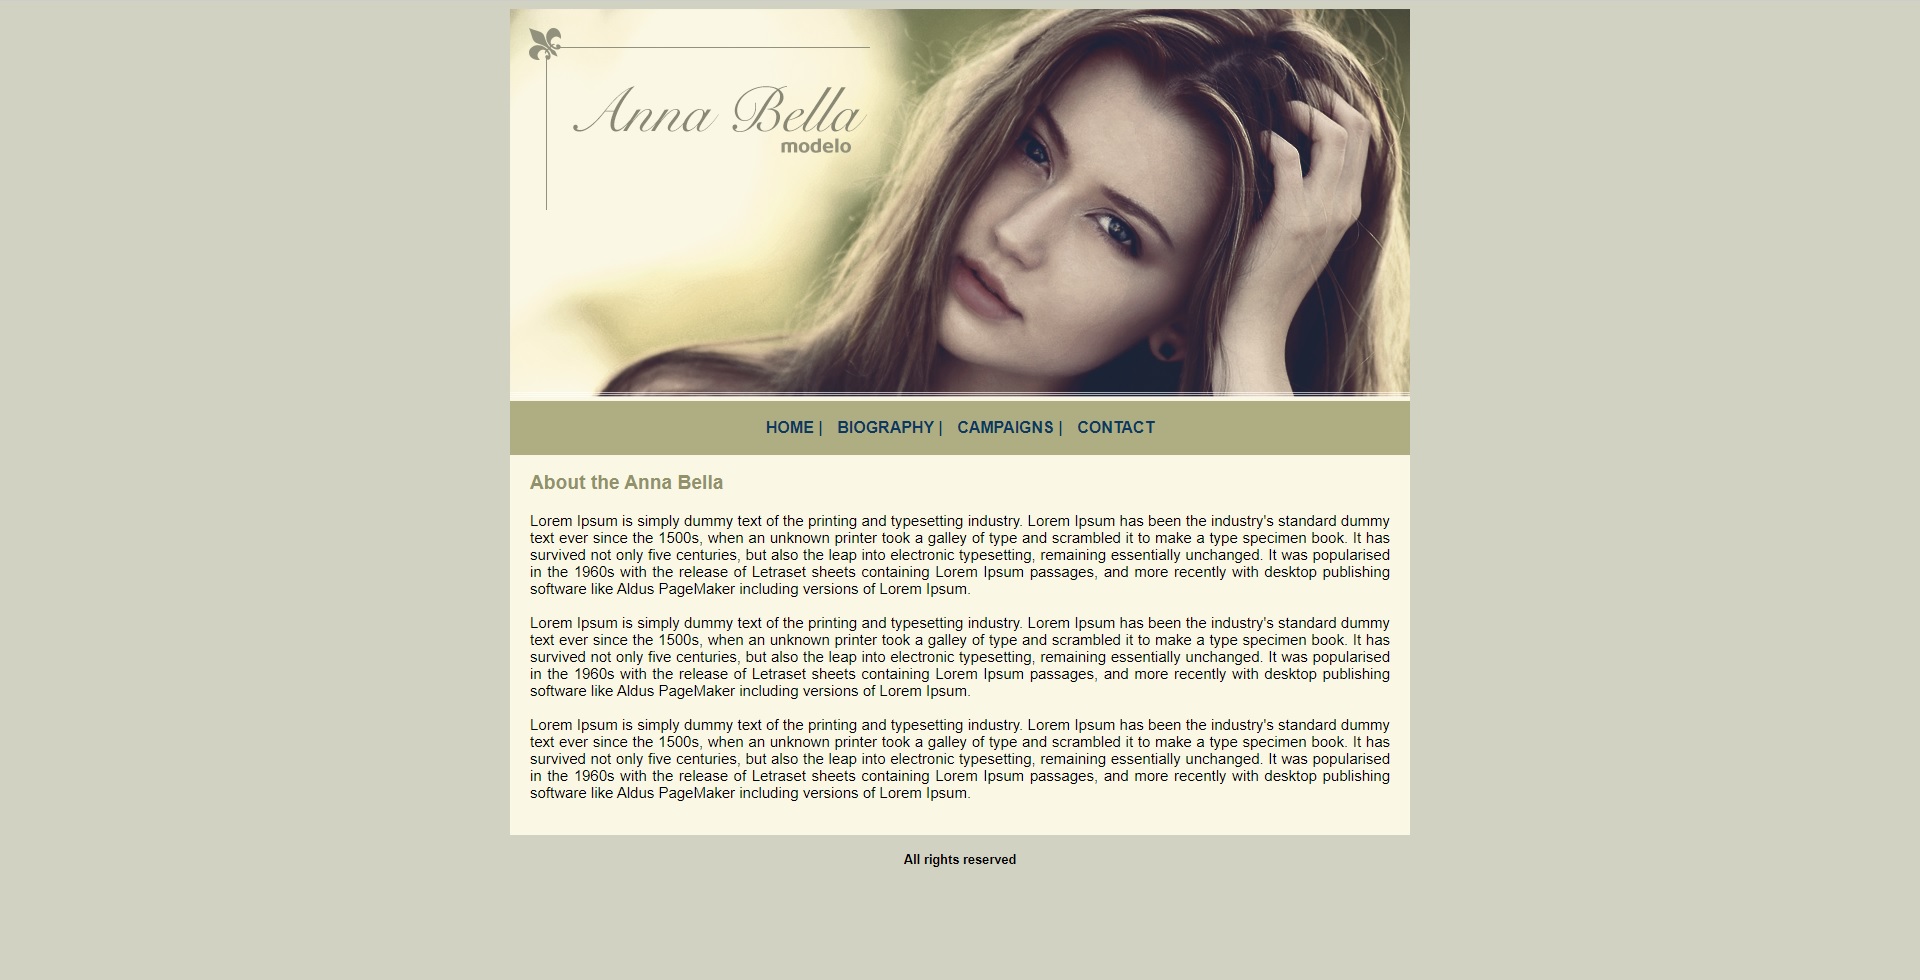 Anna Bella
modelo
HOME | BIOGRAPHY | CAMPAIGNS | CONTACT
About the Anna Bella
Lorem Ipsum is simply dummy text of the printing and typesetting industry. Lorem Ipsum has been the industry's standard dummy
text ever since the 1500s, when an unknown printer took a galley of type and scrambled it to make a type specimen book. It has
survived not only five centuries, but also the leap into electronic typesetting, remaining essentially unchanged. It was popularised
in the 1960s with the release of Letraset sheets containing Lorem Ipsum passages, and more recently with desktop publishing
software like Aldus PageMaker including versions of Lorem Ipsum.
Lorem Ipsum is simply dummy text of the printing and typesetting industry. Lorem Ipsum has been the industry's standard dummy
text ever since the 1500s, when an unknown printer took a galley of type and scrambled it to make a type specimen book. It has
survived not only five centuries, but also the leap into electronic typesetting, remaining essentially unchanged. It was popularised
in the 1960s with the release of Letraset sheets containing Lorem Ipsum passages, and more recently with desktop publishing
software like Aldus PageMaker including versions of Lorem Ipsum.
Lorem Ipsum is simply dummy text of the printing and typesetting industry. Lorem Ipsum has been the industry's standard dummy
text ever since the 1500s, when an unknown printer took a galley of type and scrambled it to make a type specimen book. It has
survived not only five centuries, but also the leap into electronic typesetting, remaining essentially unchanged. It was popularised
in the 1960s with the release of Letraset sheets containing Lorem Ipsum passages, and more recently with desktop publishing
software like Aldus PageMaker including versions of Lorem Ipsum.
All rights reserved